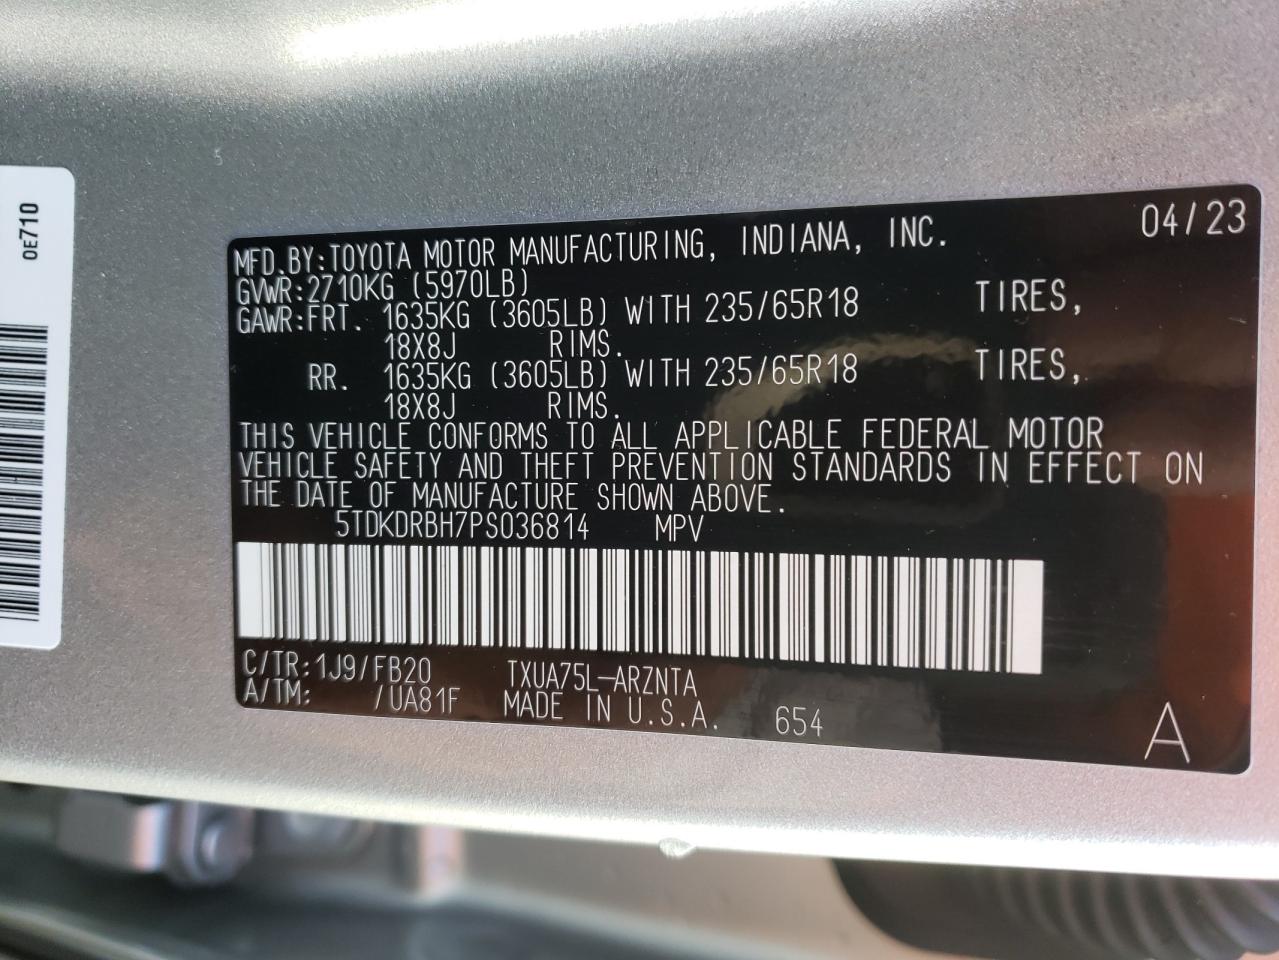 0E710
04/23
MFD.BY:TOYOTA MOTOR MANUFACTURING, INDIANA, INC.
GVWR:2710KG (5970LB)
GAWR:FRT. 1635KG (3605LB) WITH 235/65R18 TIRES,
18X8J RIMS.
RR. 1635KG (3605LB) WITH 235/65R18 TIRES,
18X8J RIMS.
THIS VEHICLE CONFORMS TO ALL APPLICABLE FEDERAL MOTOR
VEHICLE SAFETY AND THEFT PREVENTION STANDARDS IN EFFECT ON
THE DATE OF MANUFACTURE SHOWN ABOVE.
5TDKDRBH7PS036814 MPV
C/TR:1J9/FB20 TXUA75L-ARZNTA
A/TM: /UA81F MADE IN U.S.A. 654
A